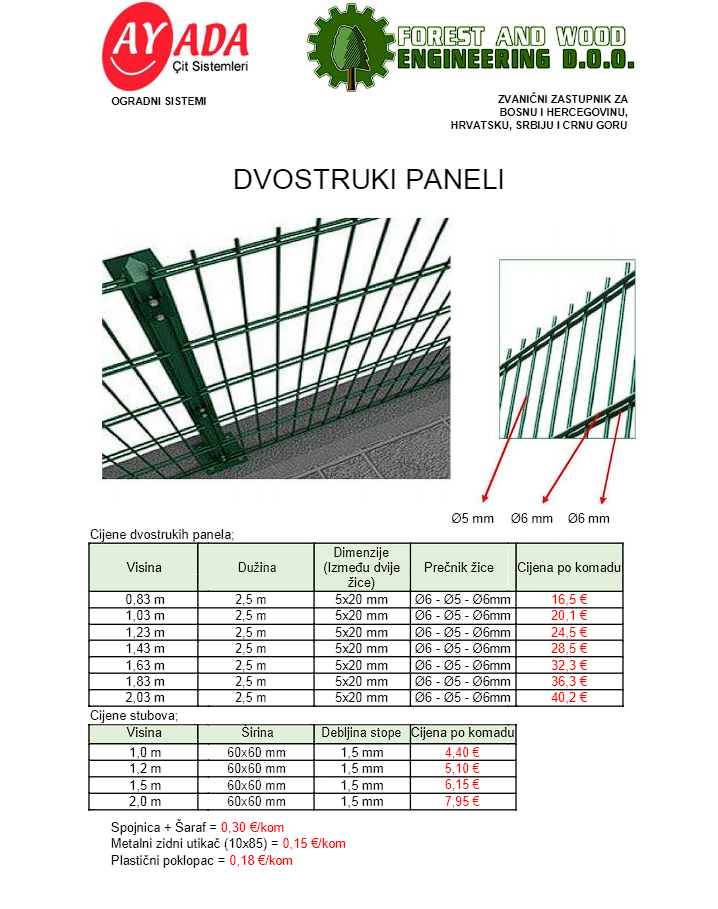 AYADA
Çit Sistemleri
FOREST AND WOOD
ENGINEERING D.O.O.
OGRADNI SISTEMI
ZVANIČNI ZASTUPNIK ZA
BOSNU I HERCEGOVINU,
HRVATSKU, SRBIJU I CRNU GORU
DVOSTRUKI PANELI
Ø5 mm Ø6 mm Ø6 mm
Cijene dvostrukih panela;
Visina Dužina Dimenzije (Između dvije žice) Prečnik žice Cijena po komadu
0,83 m 2,5 m 5x20 mm Ø6 - Ø5 - Ø6mm 16,5 €
1,03 m 2,5 m 5x20 mm Ø6 - Ø5 - Ø6mm 20,1 €
1,23 m 2,5 m 5x20 mm Ø6 - Ø5 - Ø6mm 24,5 €
1,43 m 2,5 m 5x20 mm Ø6 - Ø5 - Ø6mm 28,5 €
1,63 m 2,5 m 5x20 mm Ø6 - Ø5 - Ø6mm 32,3 €
1,83 m 2,5 m 5x20 mm Ø6 - Ø5 - Ø6mm 36,3 €
2,03 m 2,5 m 5x20 mm Ø6 - Ø5 - Ø6mm 40,2 €
Cijene stubova;
Visina Širina Debljina stope Cijena po komadu
1,0 m 60x60 mm 1,5 mm 4,40 €
1,2 m 60x60 mm 1,5 mm 5,10 €
1,5 m 60x60 mm 1,5 mm 6,15 €
2,0 m 60x60 mm 1,5 mm 7,95 €
Spojnica + Šaraf = 0,30 €/kom
Metalni zidni utikač (10x85) = 0,15 €/kom
Plastični poklopac = 0,18 €/kom